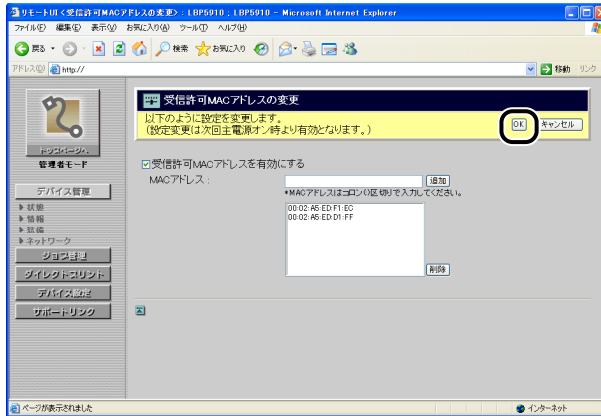 リモートUI <受信許可MACアドレスの変更> : LBP5910 : LBP5910 - Microsoft Internet Explorer
ファイル(F) 編集(E) 表示(V) お気に入り(A) ツール(T) ヘルプ(H)
戻る 検索 お気に入り
アドレス(D) http:// 移動 リンク
受信許可MACアドレスの変更
以下のように設定を変更します。
(設定変更は次回主電源オン時より有効となります。)
OK キャンセル
トップページへ
管理者モード
デバイス管理
状態
情報
装備
ネットワーク
ジョブ管理
ダイレクトプリント
デバイス設定
サポートリンク
受信許可MACアドレスを有効にする
MACアドレス :
追加
*MACアドレスはコロン(:)区切りで入力してください。
00:02:A5:ED:F1:EC
00:02:A5:ED:D1:FF
削除
ページが表示されました
インターネット